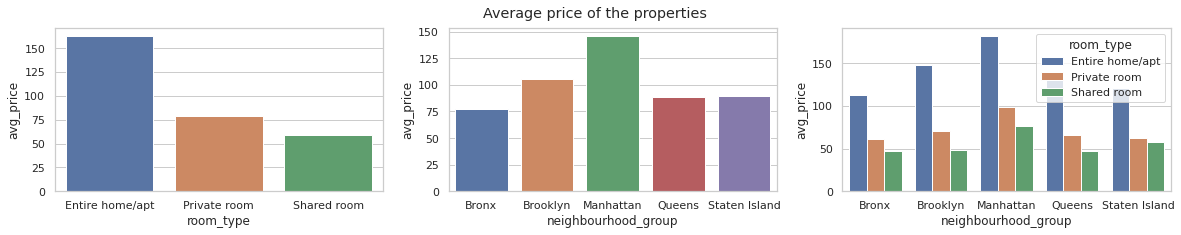 Average price of the properties
150
125
100
75
50
25
0
avg_price
Entire home/apt Private room Shared room
room_type
150
125
100
75
50
25
0
avg_price
Bronx Brooklyn Manhattan Queens Staten Island
neighbourhood_group
150
100
50
0
avg_price
room_type
Entire home/apt
Private room
Shared room
Bronx Brooklyn Manhattan Queens Staten Island
neighbourhood_group